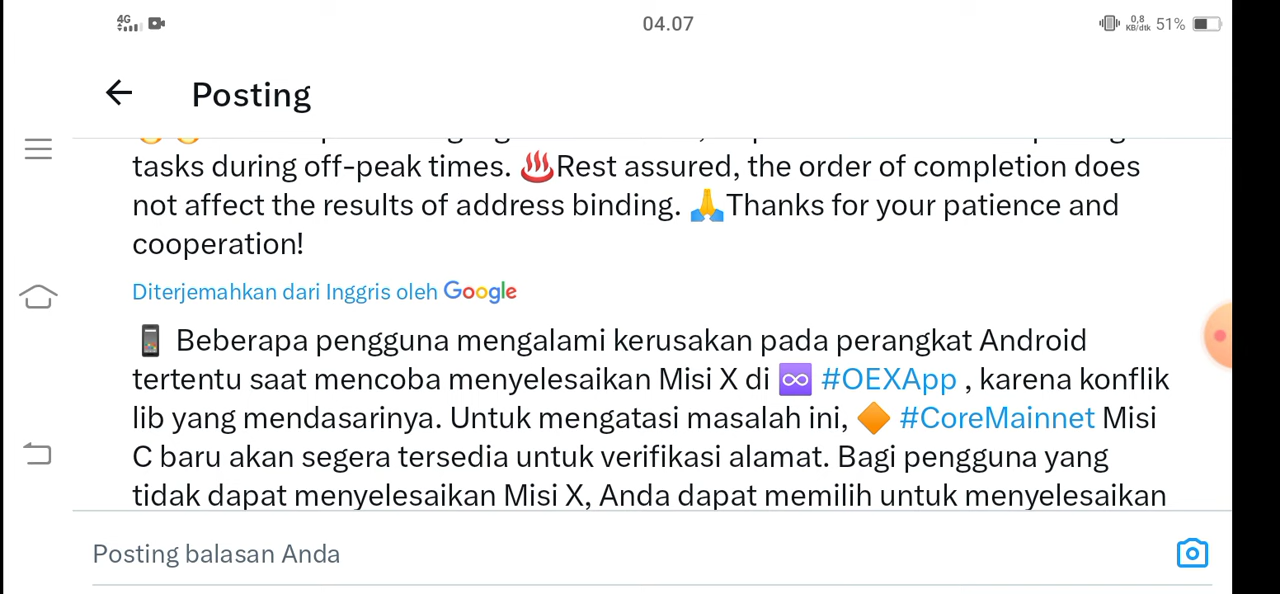 4G
04.07
0,8
KB/dtk
51%
Posting
tasks during off-peak times. ♨️Rest assured, the order of completion does
not affect the results of address binding. 🙏Thanks for your patience and
cooperation!
Diterjemahkan dari Inggris oleh Google
📱 Beberapa pengguna mengalami kerusakan pada perangkat Android
tertentu saat mencoba menyelesaikan Misi X di ♾️ #OEXApp , karena konflik
lib yang mendasarinya. Untuk mengatasi masalah ini, 🔶 #CoreMainnet Misi
C baru akan segera tersedia untuk verifikasi alamat. Bagi pengguna yang
tidak dapat menyelesaikan Misi X, Anda dapat memilih untuk menyelesaikan
Posting balasan Anda